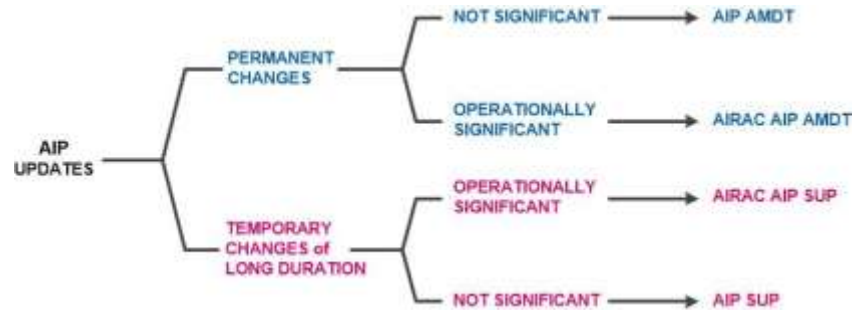 NOT SIGNIFICANT
AIP AMDT
PERMANENT
CHANGES
OPERATIONALLY
SIGNIFICANT
AIRAC AIP AMDT
AIP
UPDATES
OPERATIONALLY
SIGNIFICANT
AIRAC AIP SUP
TEMPORARY
CHANGES of
LONG DURATION
NOT SIGNIFICANT
AIP SUP